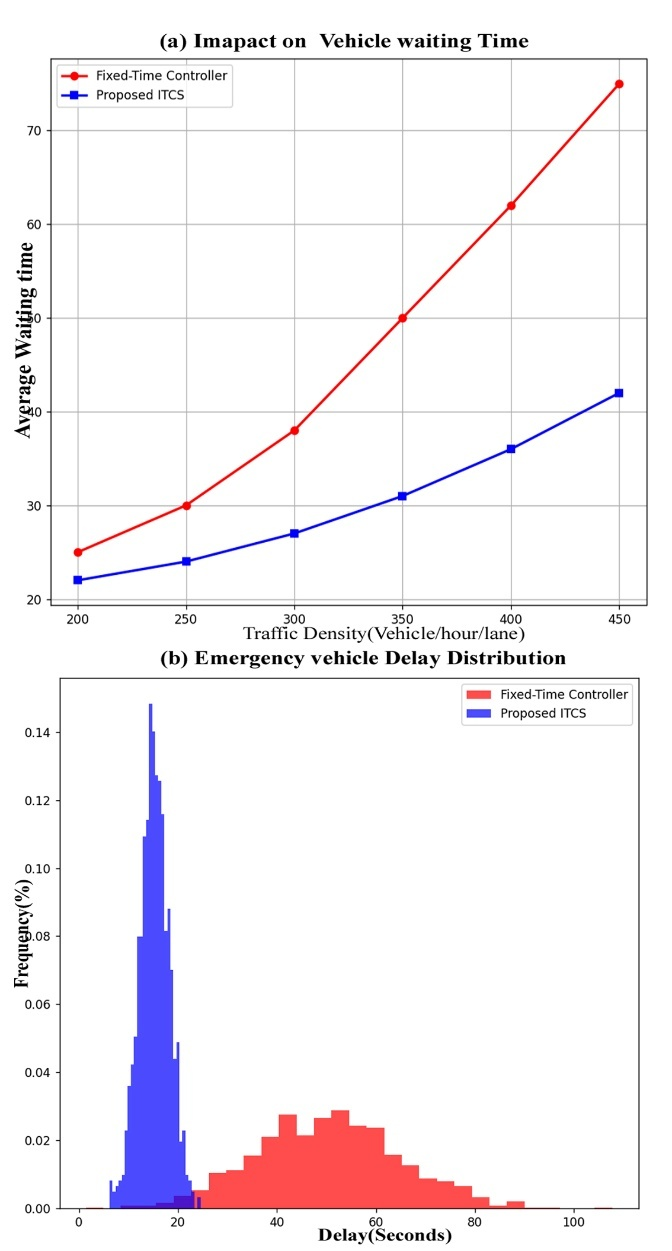 (a) Imapact on Vehicle waiting Time
Fixed-Time Controller
Proposed ITCS
70
60
50
40
30
20
Average Waiting time
200 250 300 350 400 450
Traffic Density(Vehicle/hour/lane)
(b) Emergency vehicle Delay Distribution
Fixed-Time Controller
Proposed ITCS
0.14
0.12
0.10
0.08
0.06
0.04
0.02
0.00
Frequency(%)
0 20 40 60 80 100
Delay(Seconds)